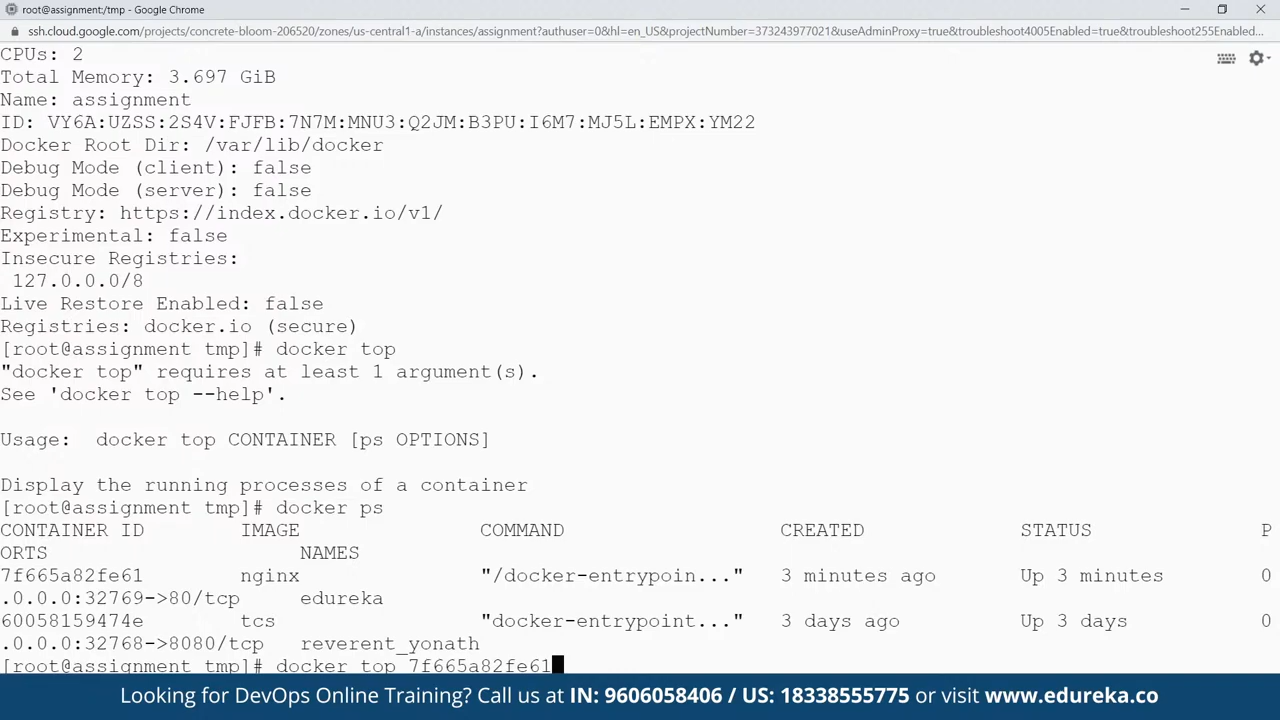 root@assignment:/tmp - Google Chrome
ssh.cloud.google.com/projects/concrete-bloom-206520/zones/us-central1-a/instances/assignment?authuser=0&hl=en_US&projectNumber=373243977021&useAdminProxy=true&troubleshoot4005Enabled=true&troubleshoot255Enabled...
CPUs: 2
Total Memory: 3.697 GiB
Name: assignment
ID: VY6A:UZSS:2S4V:FJFB:7N7M:MNU3:Q2JM:B3PU:I6M7:MJ5L:EMPX:YM22
Docker Root Dir: /var/lib/docker
Debug Mode (client): false
Debug Mode (server): false
Registry: https://index.docker.io/v1/
Experimental: false
Insecure Registries:
 127.0.0.0/8
Live Restore Enabled: false
Registries: docker.io (secure)
[root@assignment tmp]# docker top
"docker top" requires at least 1 argument(s).
See 'docker top --help'.
Usage:  docker top CONTAINER [ps OPTIONS]
Display the running processes of a container
[root@assignment tmp]# docker ps
CONTAINER ID        IMAGE               COMMAND                  CREATED             STATUS              P
ORTS                     NAMES
7f665a82fe61        nginx               "/docker-entrypoin..."   3 minutes ago       Up 3 minutes        0
.0.0.0:32769->80/tcp     edureka
60058159474e        tcs                 "docker-entrypoint..."   3 days ago          Up 3 days           0
.0.0.0:32768->8080/tcp   reverent_yonath
[root@assignment tmp]# docker top 7f665a82fe61
Looking for DevOps Online Training? Call us at IN: 9606058406 / US: 18338555775 or visit www.edureka.co